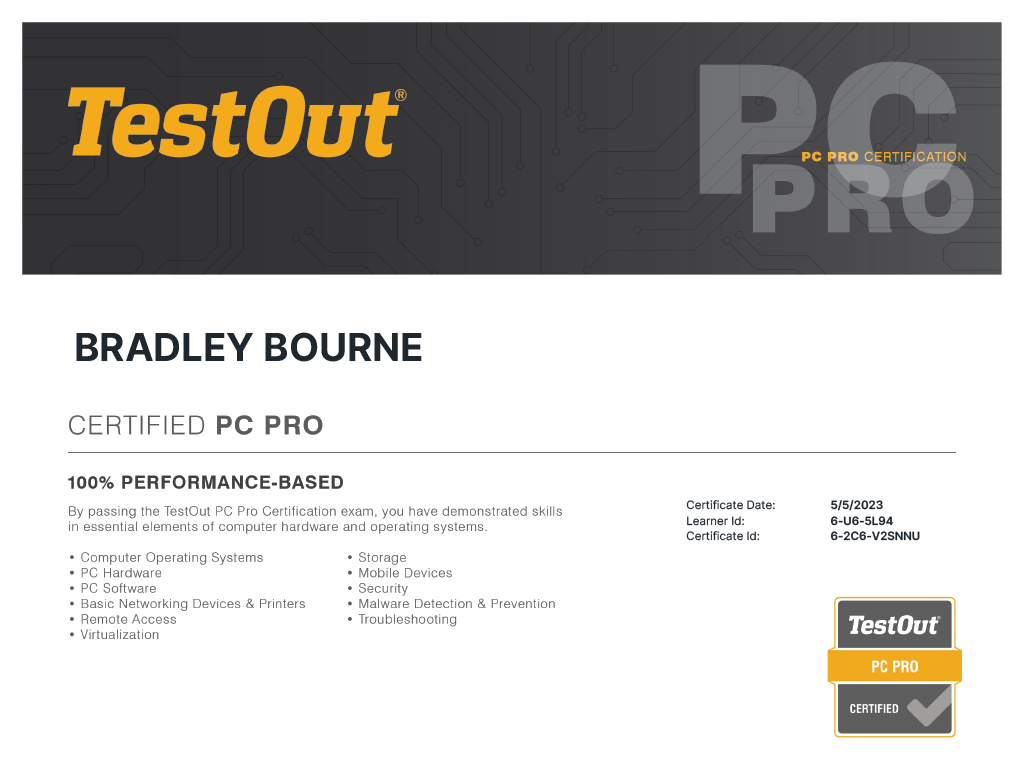 TestOut®
PC
PC PRO CERTIFICATION
PRO
BRADLEY BOURNE
CERTIFIED PC PRO
100% PERFORMANCE-BASED
By passing the TestOut PC Pro Certification exam, you have demonstrated skills
in essential elements of computer hardware and operating systems.
• Computer Operating Systems
• PC Hardware
• PC Software
• Basic Networking Devices & Printers
• Remote Access
• Virtualization
• Storage
• Mobile Devices
• Security
• Malware Detection & Prevention
• Troubleshooting
Certificate Date: 5/5/2023
Learner Id: 6-U6-5L94
Certificate Id: 6-2C6-V2SNNU
TestOut®
PC PRO
CERTIFIED